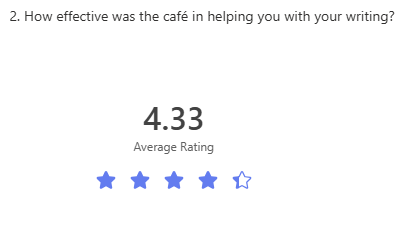 2. How effective was the café in helping you with your writing?
4.33
Average Rating